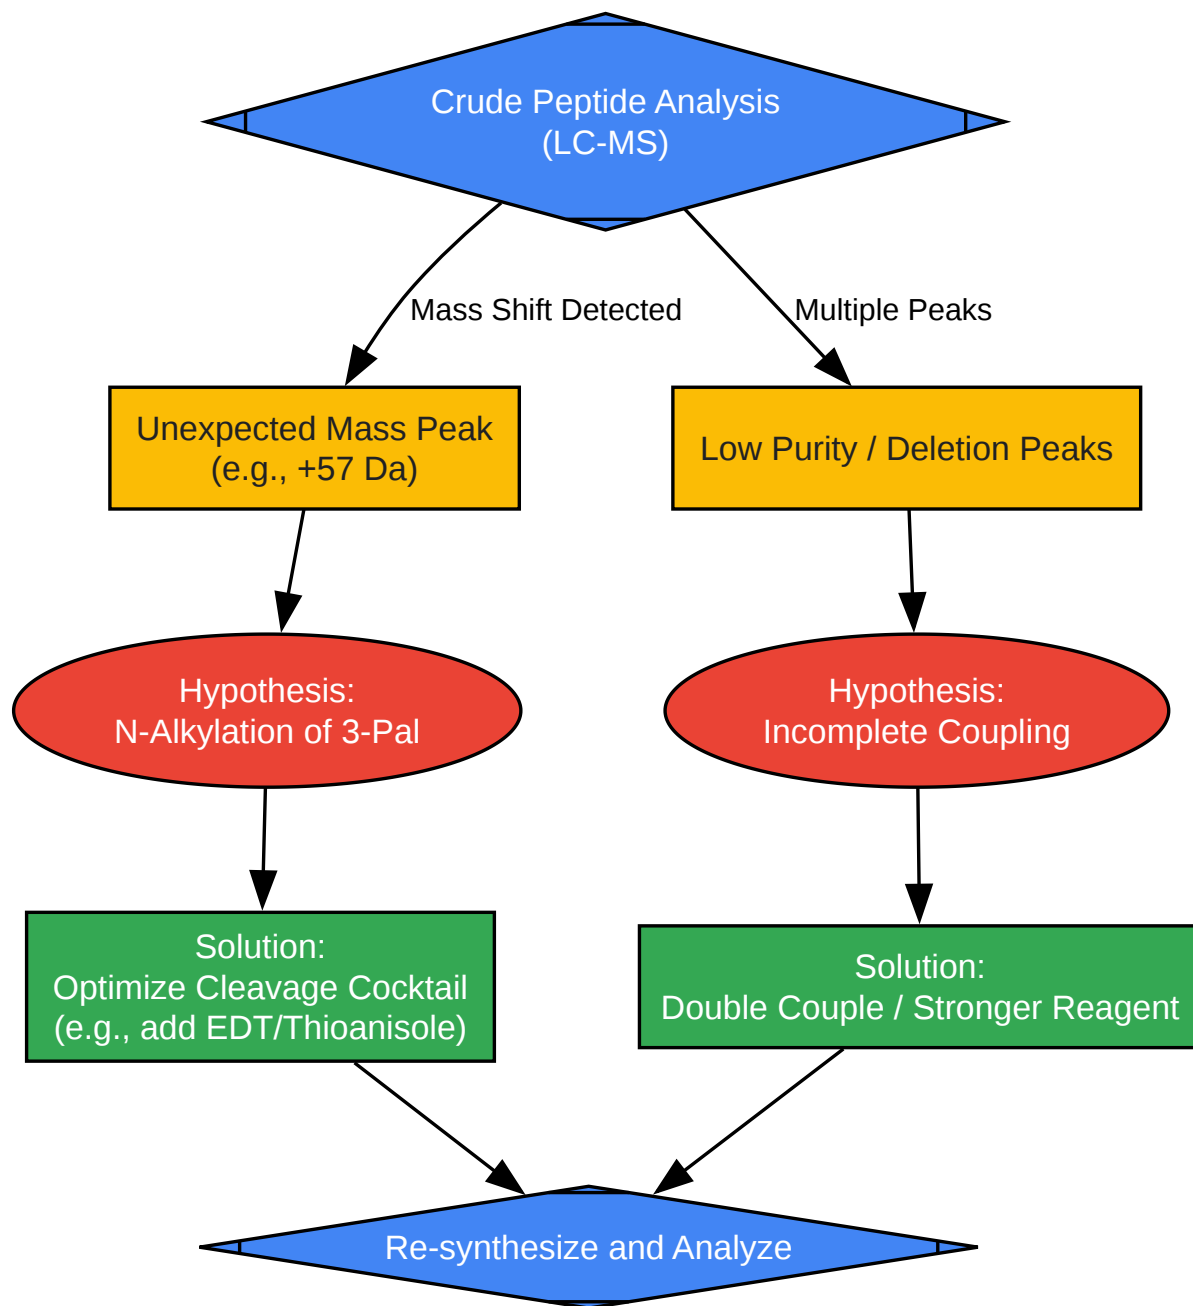 Crude Peptide Analysis
(LC-MS)
Mass Shift Detected
Multiple Peaks
Unexpected Mass Peak
(e.g., +57 Da)
Low Purity / Deletion Peaks
Hypothesis:
N-Alkylation of 3-Pal
Hypothesis:
Incomplete Coupling
Solution:
Optimize Cleavage Cocktail
(e.g., add EDT/Thioanisole)
Solution:
Double Couple / Stronger Reagent
Re-synthesize and Analyze